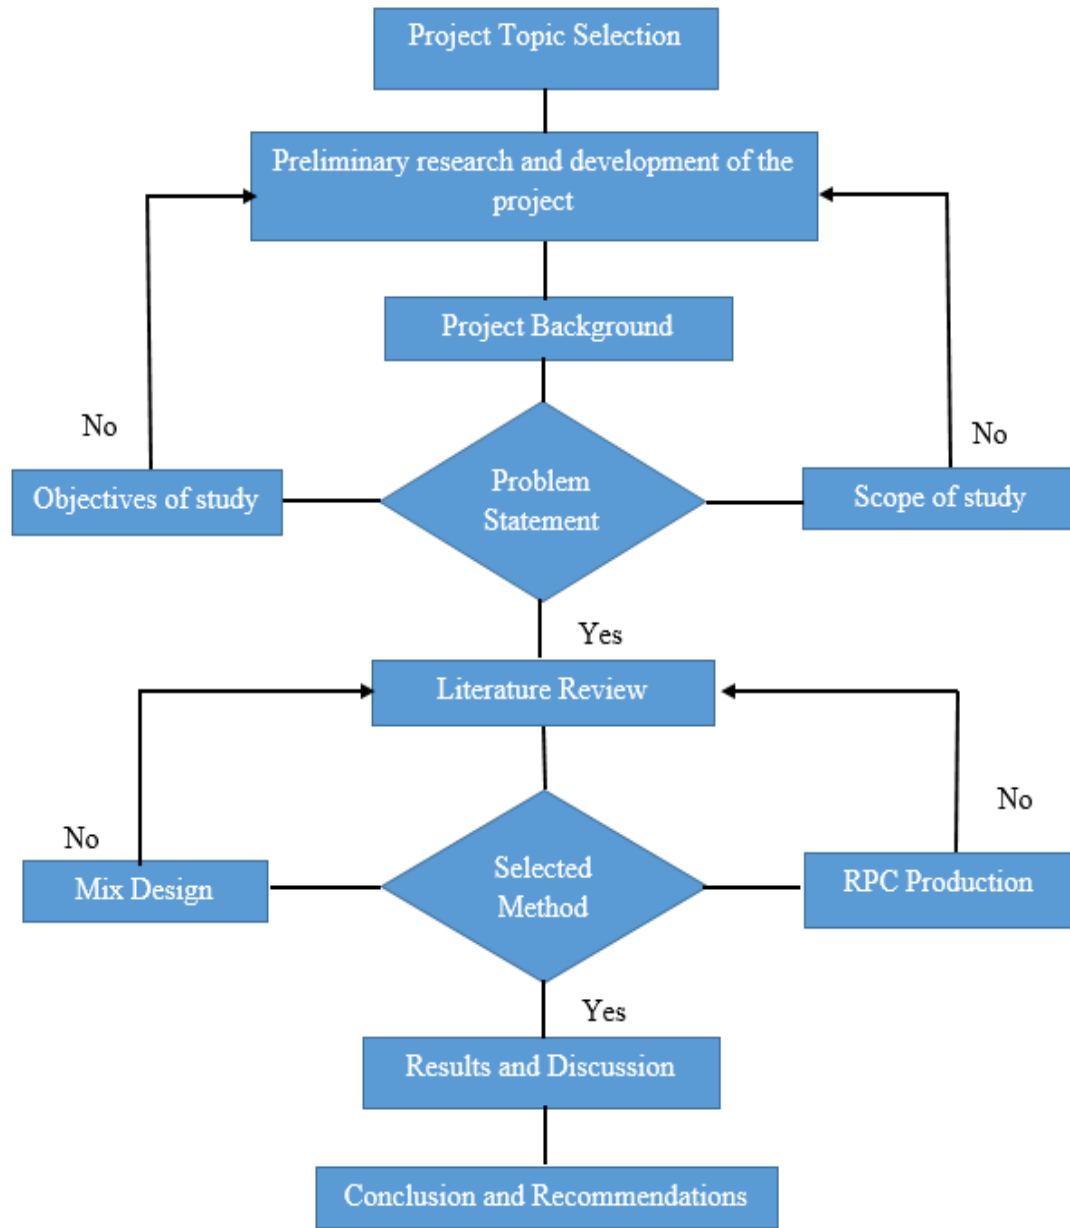 Project Topic Selection
Preliminary research and development of the
project
Project Background
No
No
Objectives of study
Problem
Statement
Scope of study
Yes
Literature Review
No
No
Mix Design
Selected
Method
RPC Production
Yes
Results and Discussion
Conclusion and Recommendations